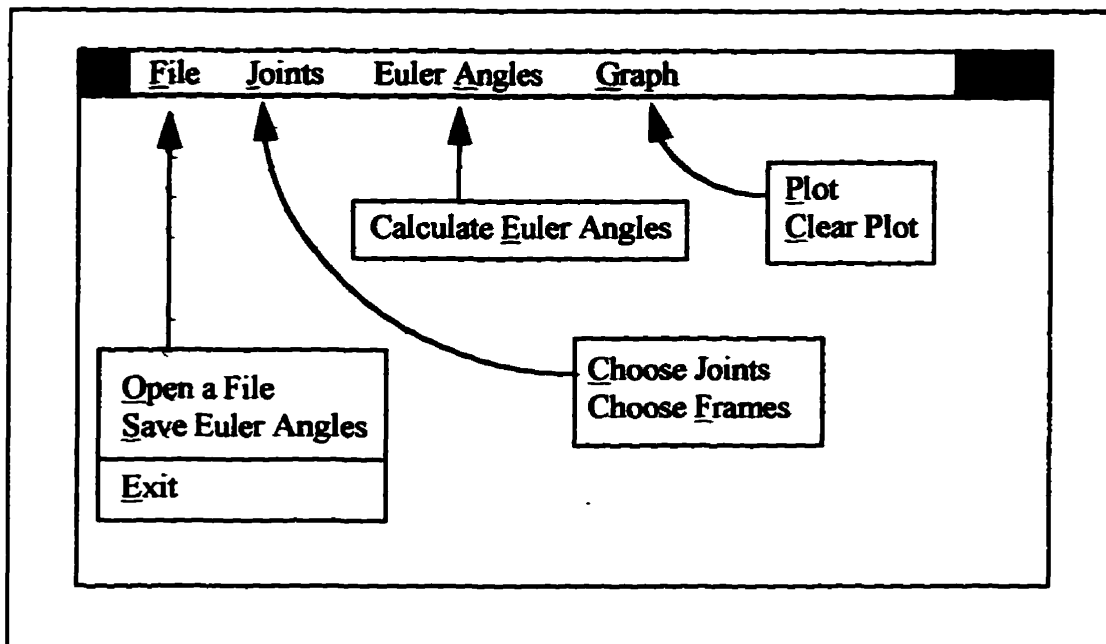 File Joints Euler Angles Graph
Plot
Clear Plot
Calculate Euler Angles
Choose Joints
Choose Frames
Open a File
Save Euler Angles
Exit